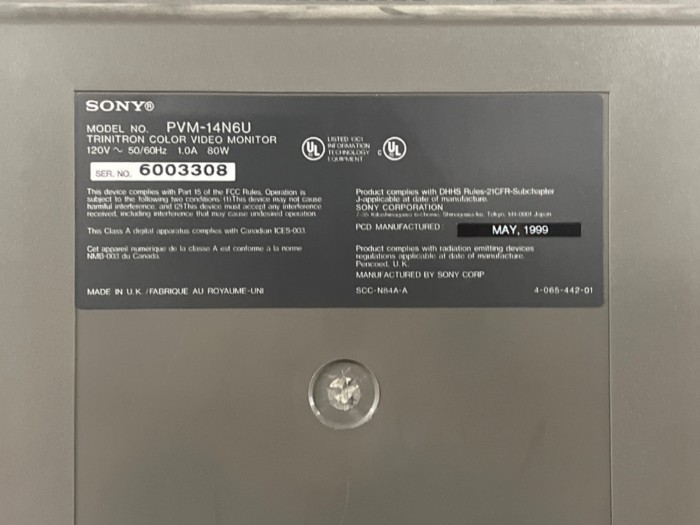 SONY®
MODEL NO. PVM-14N6U
TRINITRON COLOR VIDEO MONITOR
120V ~ 50/60Hz 1.0A 80W
SER. NO. 6003308
UL
LISTED
INFORMATION
TECHNOLOGY
EQUIPMENT
C UL
This device complies with Part 15 of the FCC Rules. Operation is
subject to the following two conditions: (1) This device may not cause
harmful interference, and (2) This device must accept any interference
received, including interference that may cause undesired operation.
This Class A digital apparatus complies with Canadian ICES-003.
Cet appareil numerique de la classe A est conforme à la norme
NMB-003 du Canada.
MADE IN U.K. /FABRIQUE AU ROYAUME-UNI
Product complies with DHHS Rules-21CFR-Subchapter
J-applicable at date of manufacture.
SONY CORPORATION
Tokyo, Japan
PCD MANUFACTURED: MAY, 1999
Product complies with radiation emitting devices
regulations applicable at date of manufacture.
Pencoed. U.K.
MANUFACTURED BY SONY CORP.
SCC-N84A-A 4-065-442-01